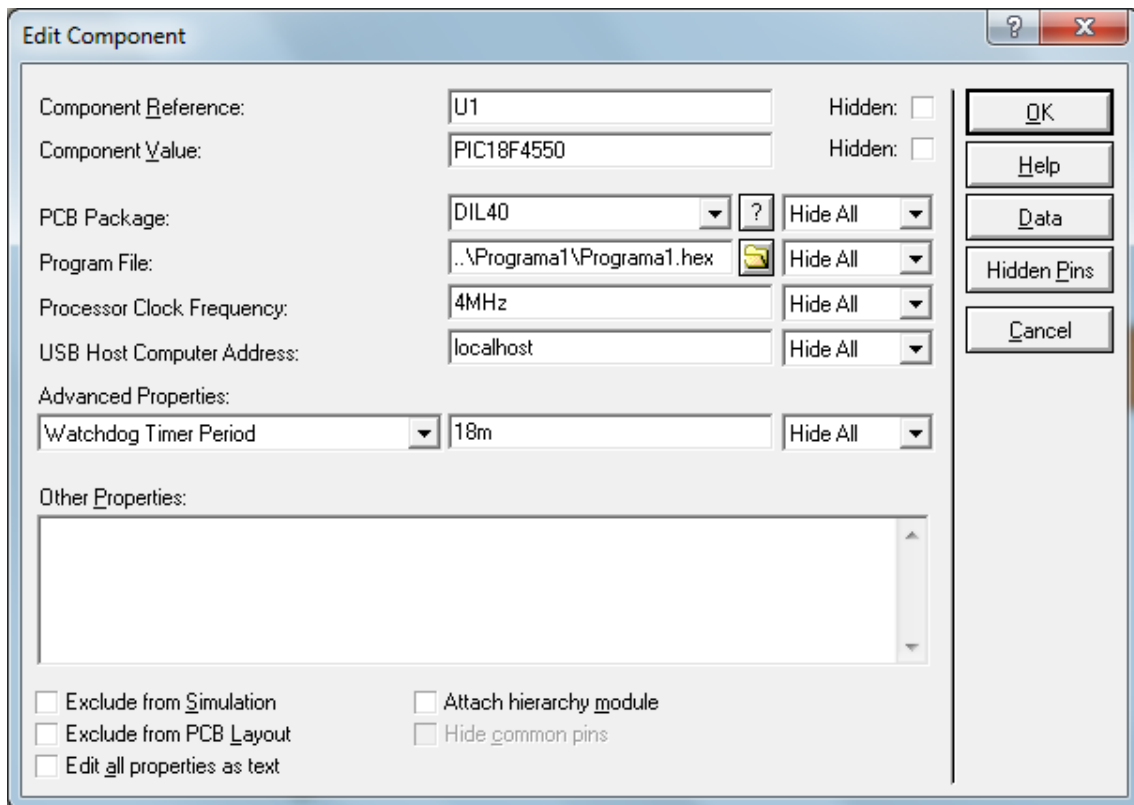 Edit Component
Component Reference: U1 Hidden: OK
Component Value: PIC18F4550 Hidden: Help
PCB Package: DIL40 ? Hide All Data
Program File: ..\Programa1\Programa1.hex Hide All Hidden Pins
Processor Clock Frequency: 4MHz Hide All
USB Host Computer Address: localhost Hide All Cancel
Advanced Properties:
Watchdog Timer Period 18m Hide All
Other Properties:
Exclude from Simulation Attach hierarchy module
Exclude from PCB Layout Hide common pins
Edit all properties as text